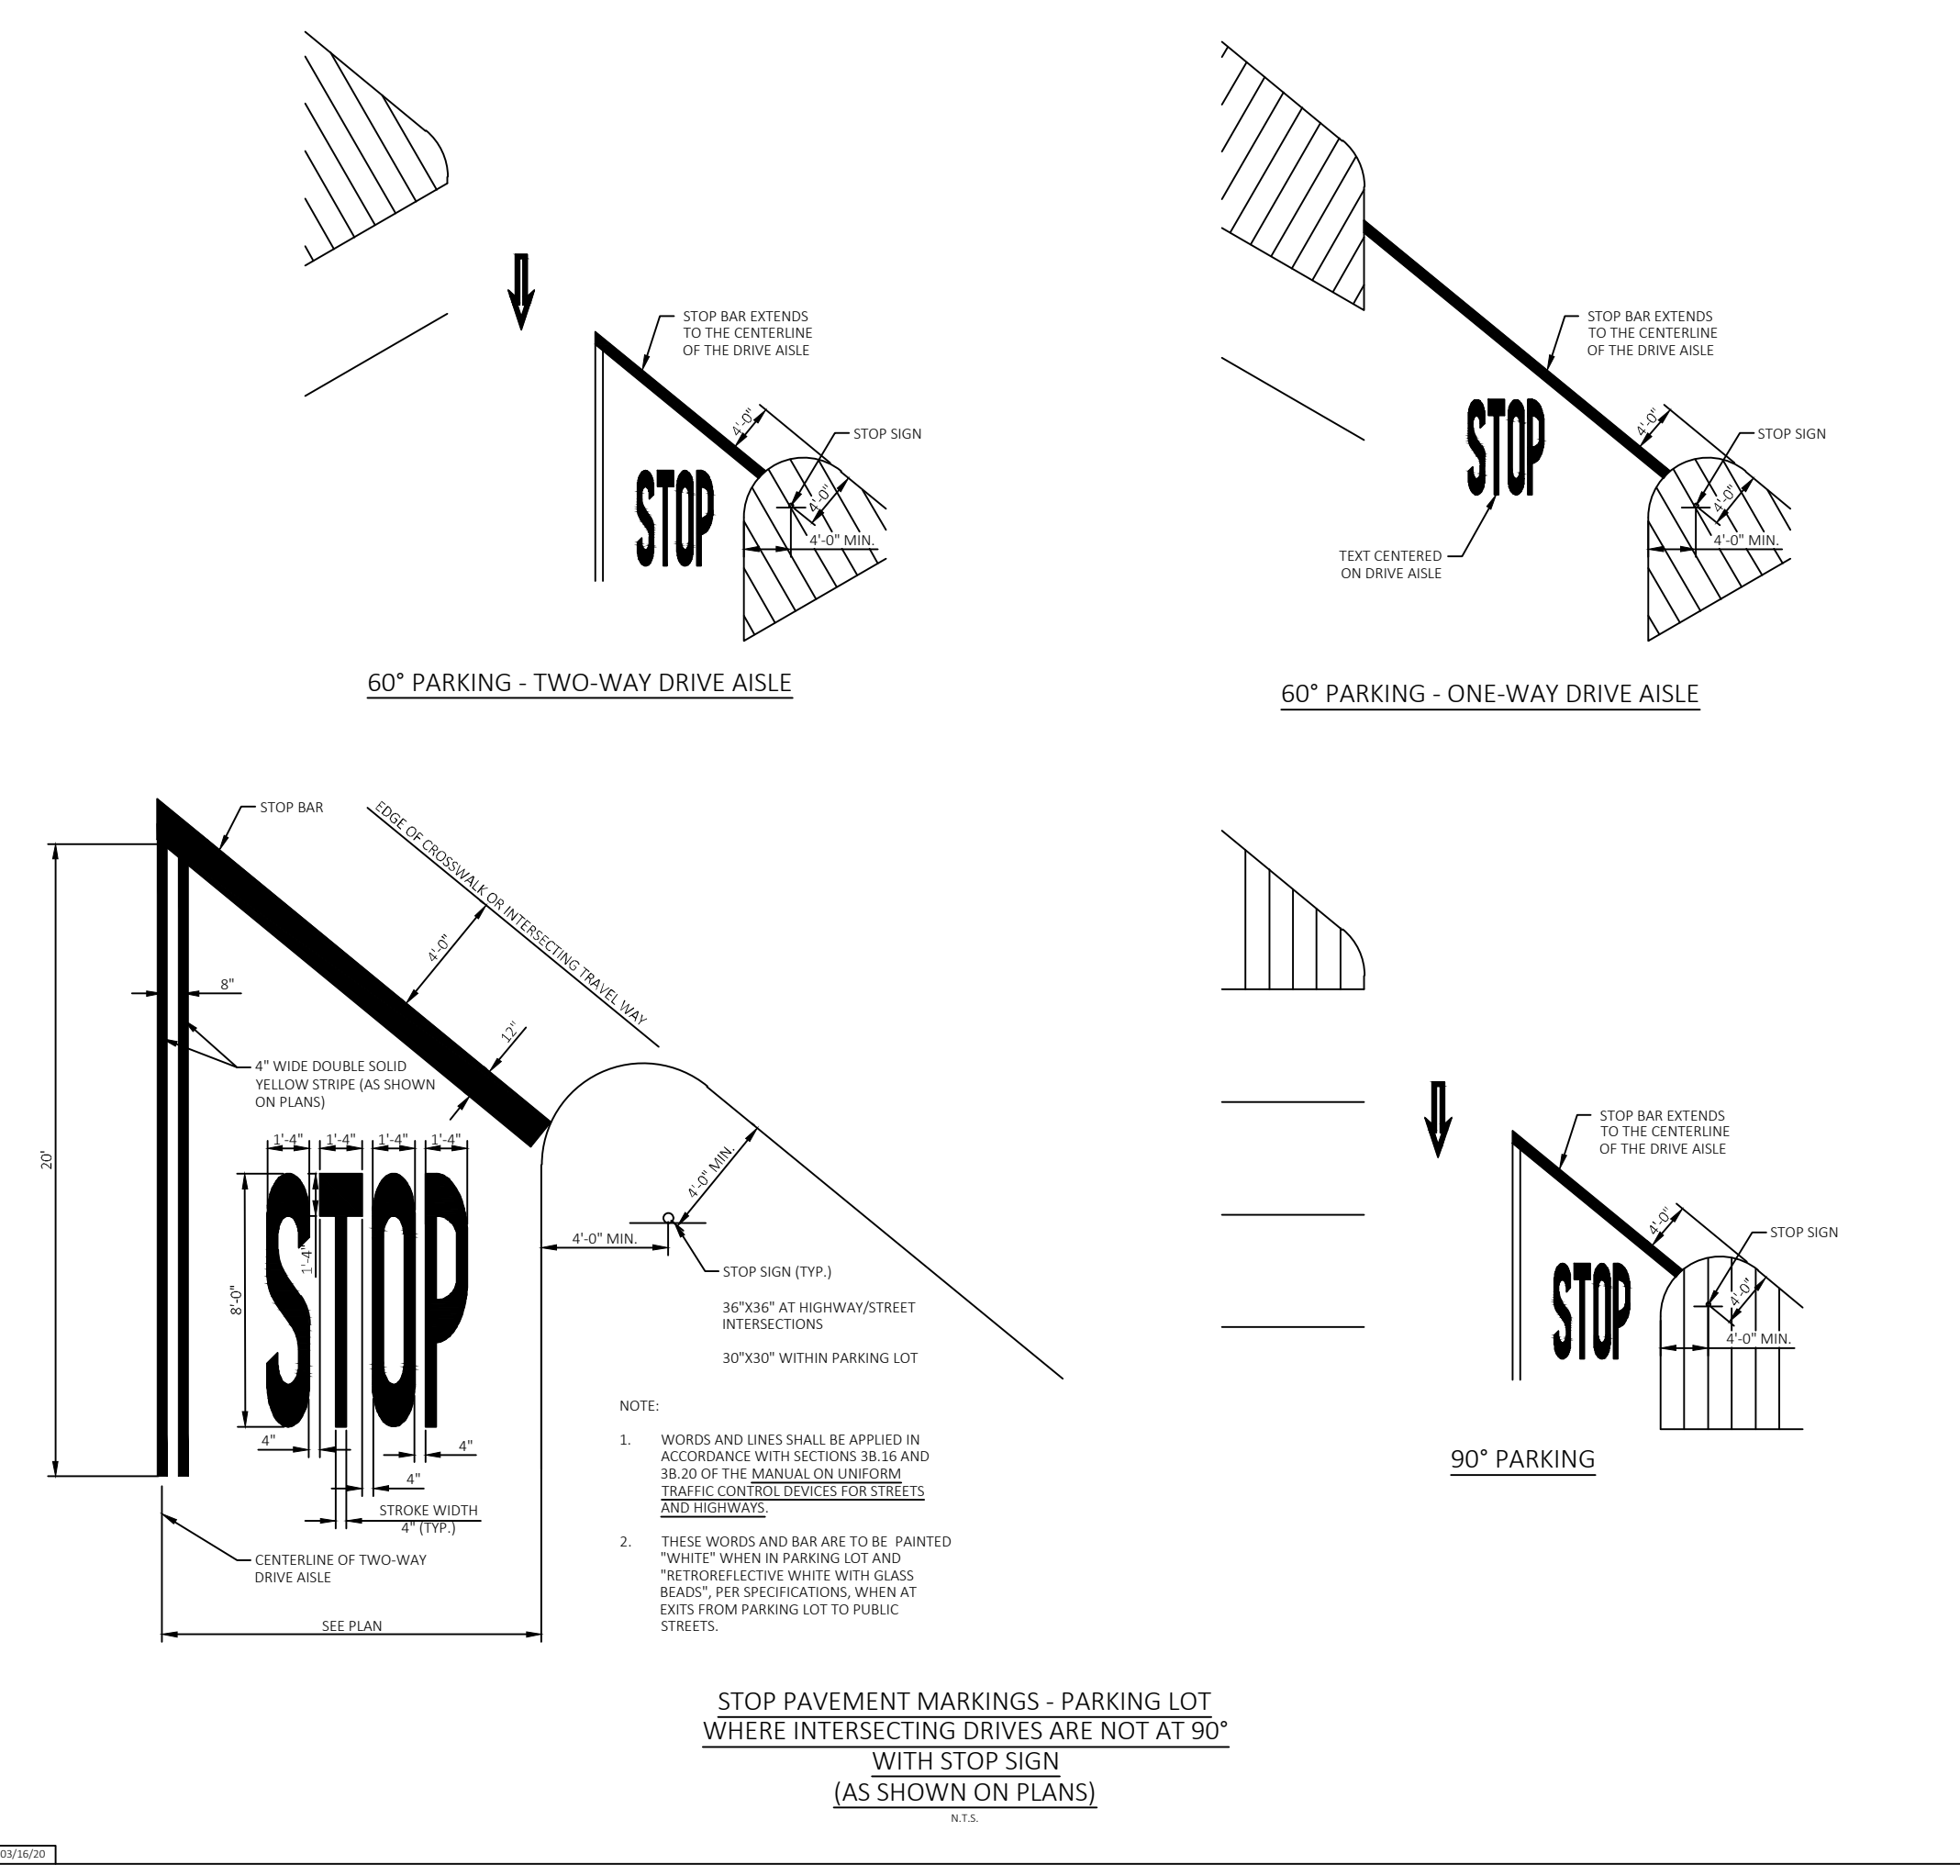 STOP BAR EXTENDS
TO THE CENTERLINE
OF THE DRIVE AISLE
4'-0"
STOP SIGN
4'-0"
4'-0" MIN.
STOP
60° PARKING - TWO-WAY DRIVE AISLE
STOP BAR EXTENDS
TO THE CENTERLINE
OF THE DRIVE AISLE
4'-0"
STOP SIGN
STOP
4'-0"
4'-0" MIN.
TEXT CENTERED
ON DRIVE AISLE
60° PARKING - ONE-WAY DRIVE AISLE
STOP BAR
EDGE OF CROSSWALK OR INTERSECTING TRAVEL WAY
4'-0"
8"
12"
4" WIDE DOUBLE SOLID
YELLOW STRIPE (AS SHOWN
ON PLANS)
20'
1'-4"
1'-4"
1'-4"
1'-4"
1'-4"
8'-0"
STOP
4"
4"
4"
STROKE WIDTH
4" (TYP.)
CENTERLINE OF TWO-WAY
DRIVE AISLE
SEE PLAN
4'-0" MIN.
4'-0" MIN.
STOP SIGN (TYP.)
36"X36" AT HIGHWAY/STREET
INTERSECTIONS
30"X30" WITHIN PARKING LOT
NOTE:
1. WORDS AND LINES SHALL BE APPLIED IN
ACCORDANCE WITH SECTIONS 3B.16 AND
3B.20 OF THE MANUAL ON UNIFORM
TRAFFIC CONTROL DEVICES FOR STREETS
AND HIGHWAYS.
2. THESE WORDS AND BAR ARE TO BE PAINTED
"WHITE" WHEN IN PARKING LOT AND
"RETROREFLECTIVE WHITE WITH GLASS
BEADS", PER SPECIFICATIONS, WHEN AT
EXITS FROM PARKING LOT TO PUBLIC
STREETS.
STOP BAR EXTENDS
TO THE CENTERLINE
OF THE DRIVE AISLE
4'-0"
STOP SIGN
STOP
4'-0"
4'-0" MIN.
90° PARKING
STOP PAVEMENT MARKINGS - PARKING LOT
WHERE INTERSECTING DRIVES ARE NOT AT 90°
WITH STOP SIGN
(AS SHOWN ON PLANS)
N.T.S.
03/16/20